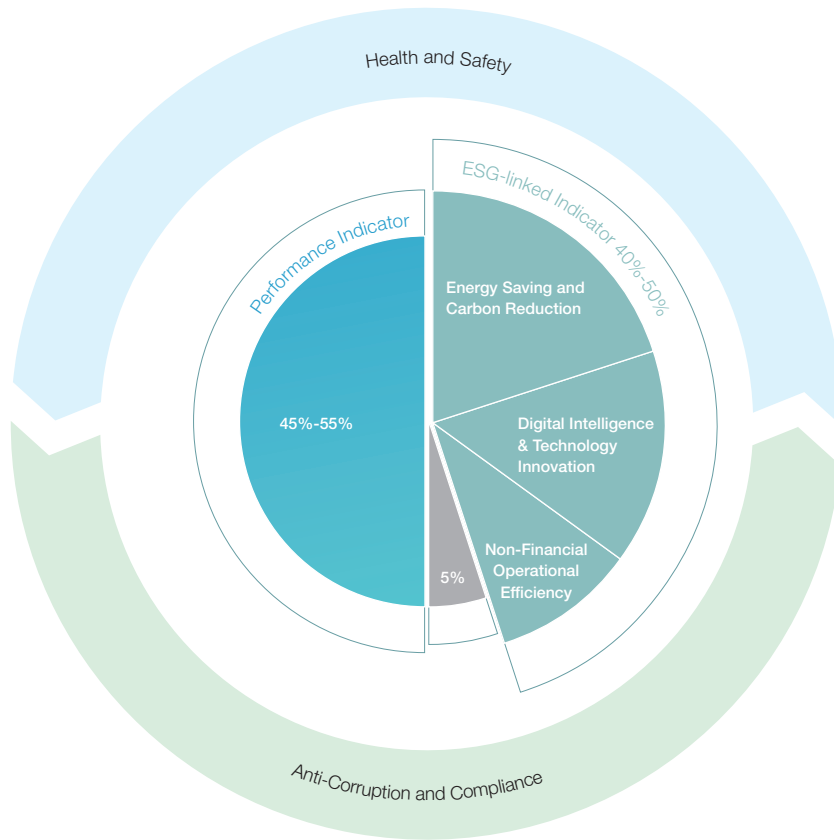 Health and Safety
ESG-linked Indicator 40%-50%
Performance Indicator
Energy Saving and
Carbon Reduction
45%-55%
Digital Intelligence
& Technology
Innovation
Non-Financial
Operational
Efficiency
5%
Anti-Corruption and Compliance